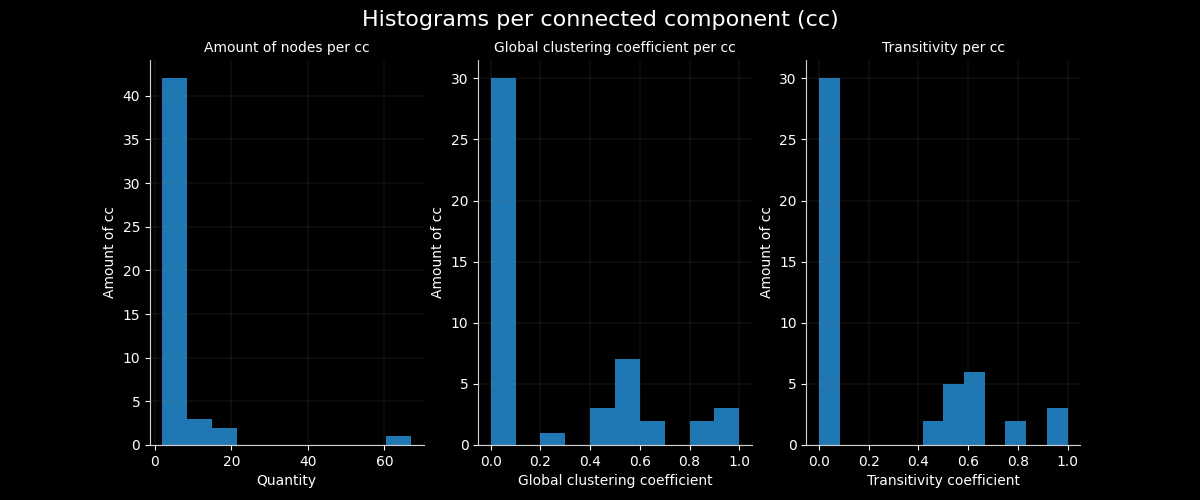 Histograms per connected component (cc)
Amount of nodes per cc
Amount of cc
40
35
30
25
20
15
10
5
0
0 20 40 60
Quantity
Global clustering coefficient per cc
Amount of cc
30
25
20
15
10
5
0
0.0 0.2 0.4 0.6 0.8 1.0
Global clustering coefficient
Transitivity per cc
Amount of cc
30
25
20
15
10
5
0
0.0 0.2 0.4 0.6 0.8 1.0
Transitivity coefficient